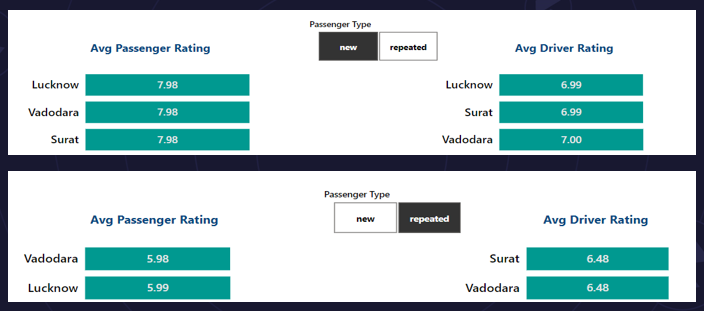 Passenger Type
Avg Passenger Rating
new repeated
Avg Driver Rating
Lucknow 7.98
Vadodara 7.98
Surat 7.98
Lucknow 6.99
Surat 6.99
Vadodara 7.00
Passenger Type
Avg Passenger Rating
new repeated
Avg Driver Rating
Vadodara 5.98
Lucknow 5.99
Surat 6.48
Vadodara 6.48